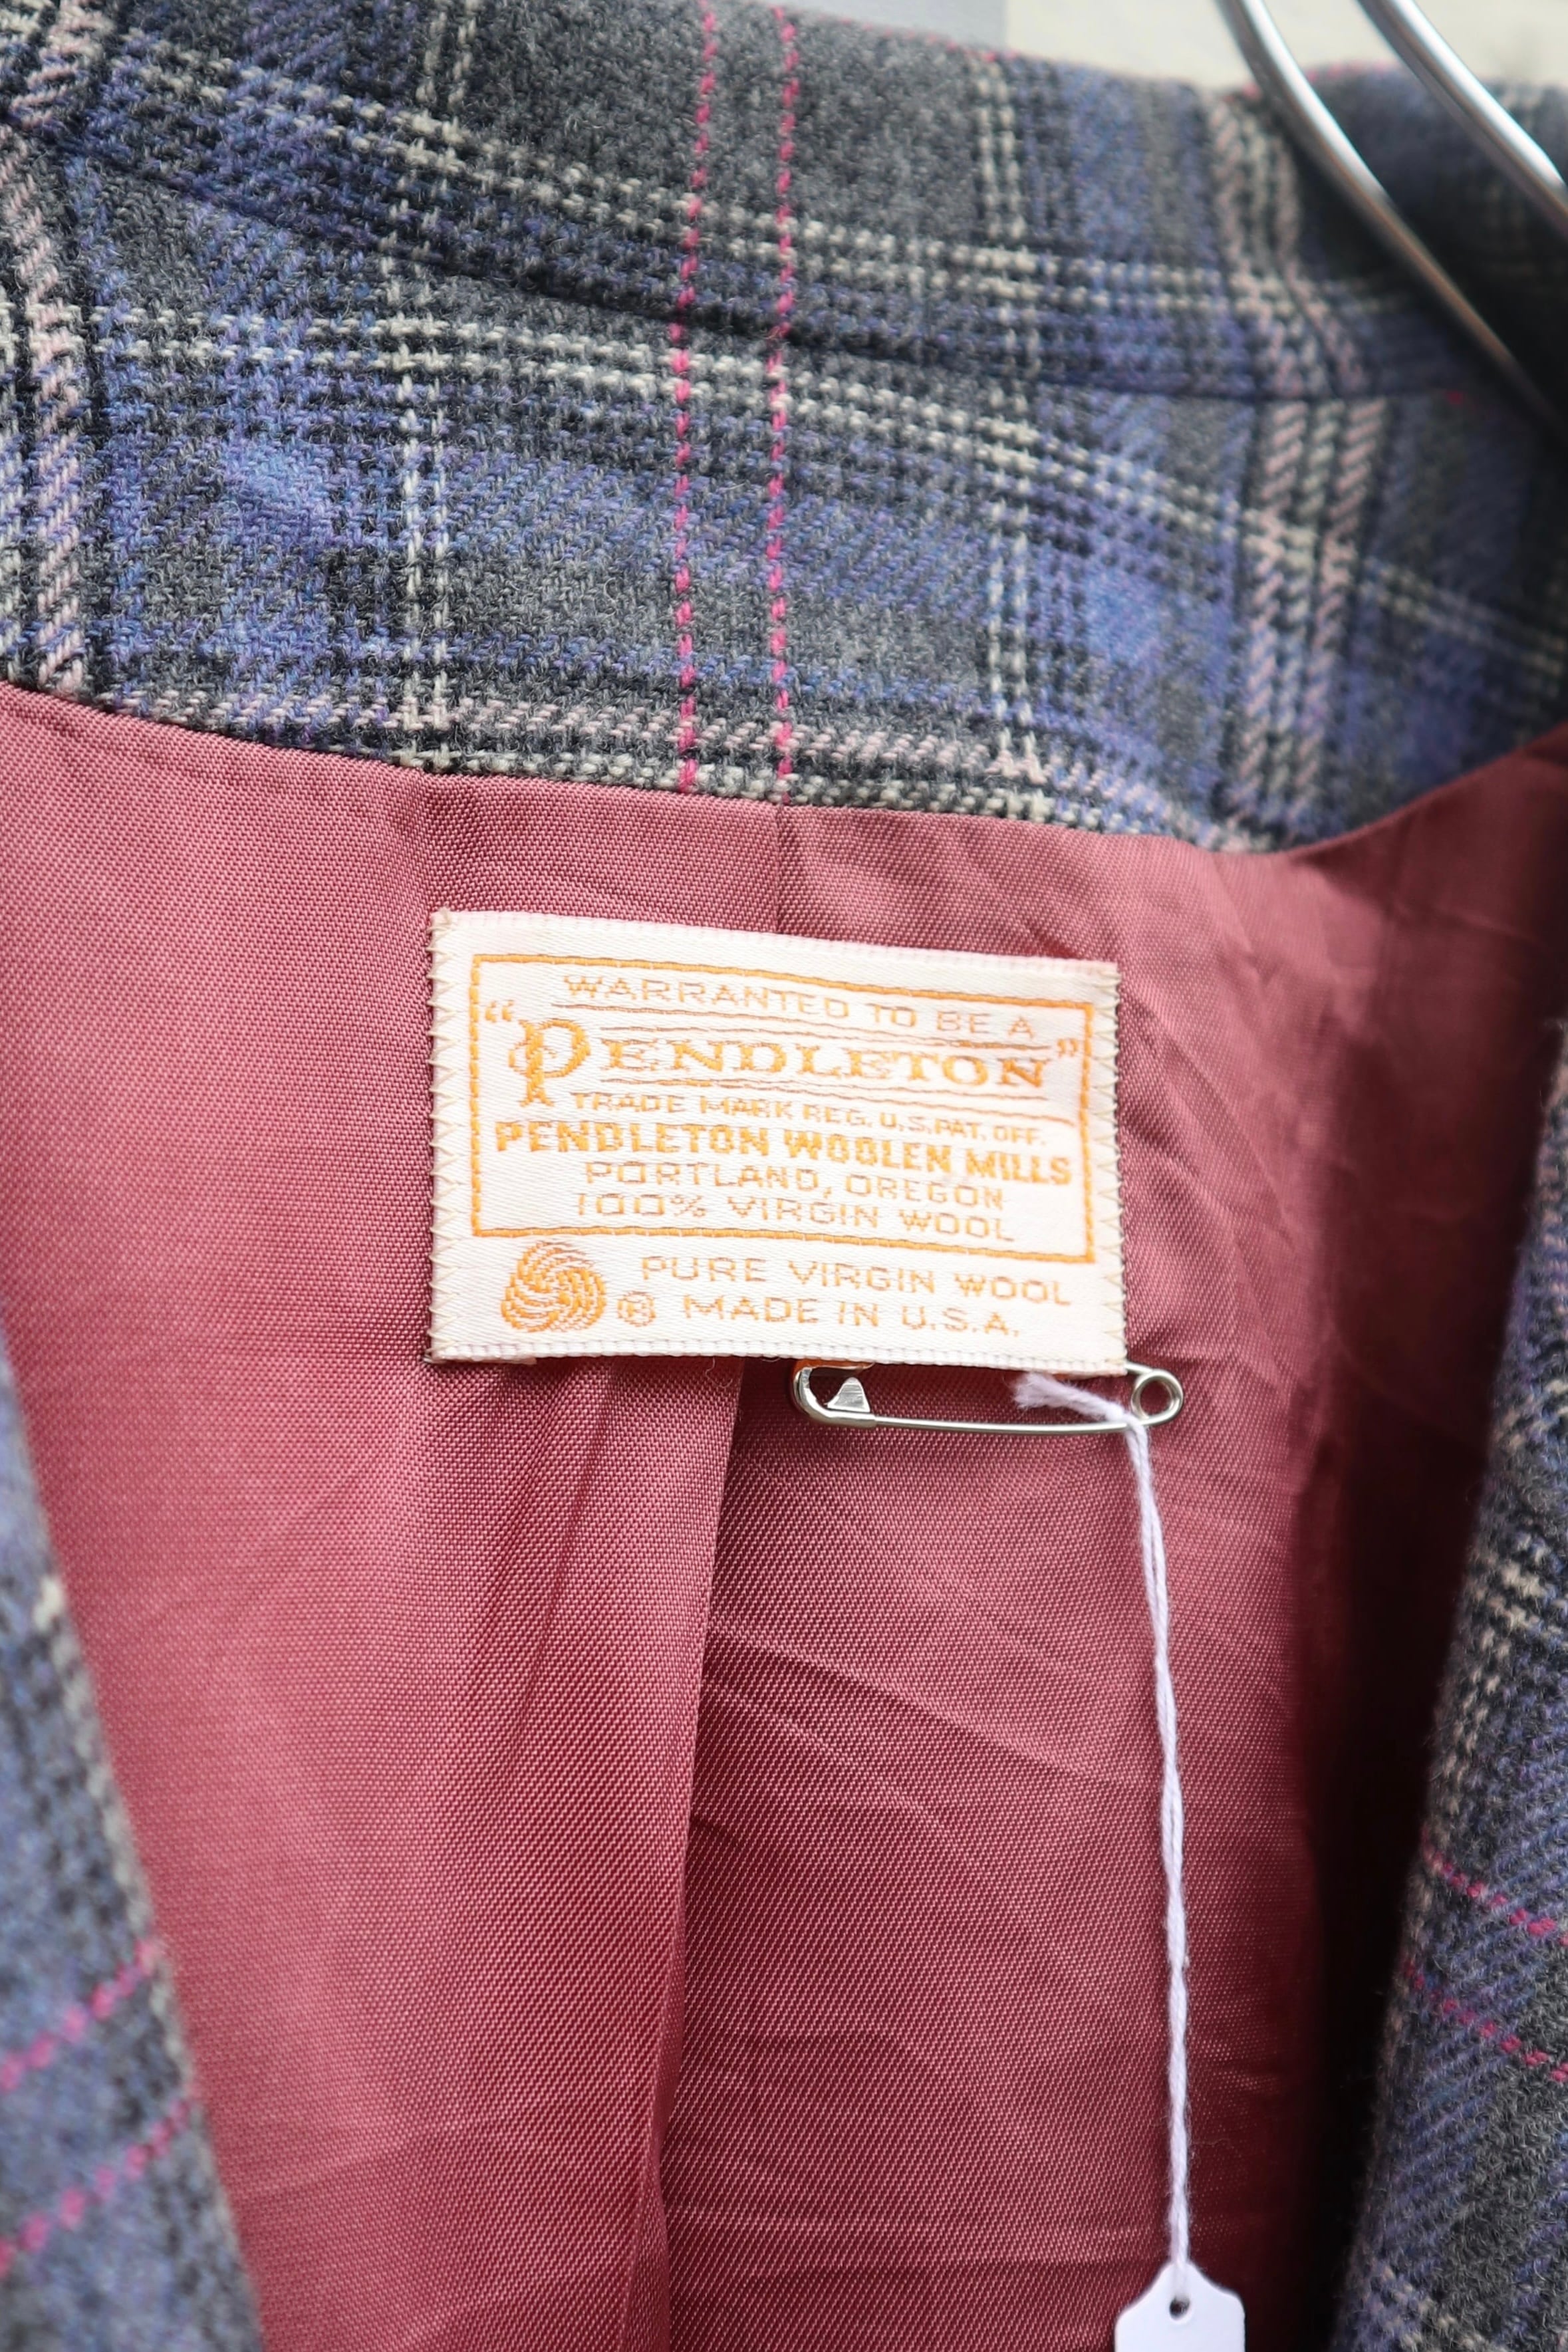 WARRANTED TO BE A
"PENDLETON"
TRADE MARK REG. U.S.PAT. OFF.
PENDLETON WOOLEN MILLS
PORTLAND, OREGON
100% VIRGIN WOOL
PURE VIRGIN WOOL
® MADE IN U.S.A.